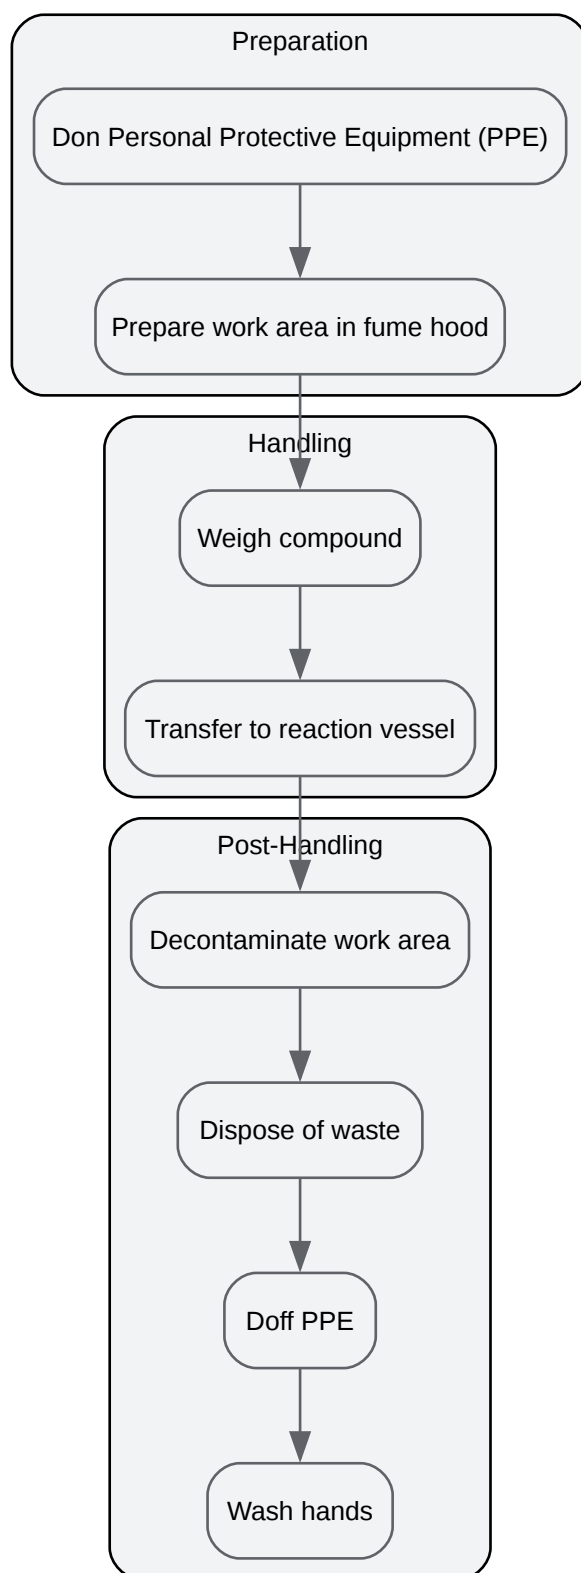 Preparation
Don Personal Protective Equipment (PPE)
Prepare work area in fume hood
Handling
Weigh compound
Transfer to reaction vessel
Post-Handling
Decontaminate work area
Dispose of waste
Doff PPE
Wash hands